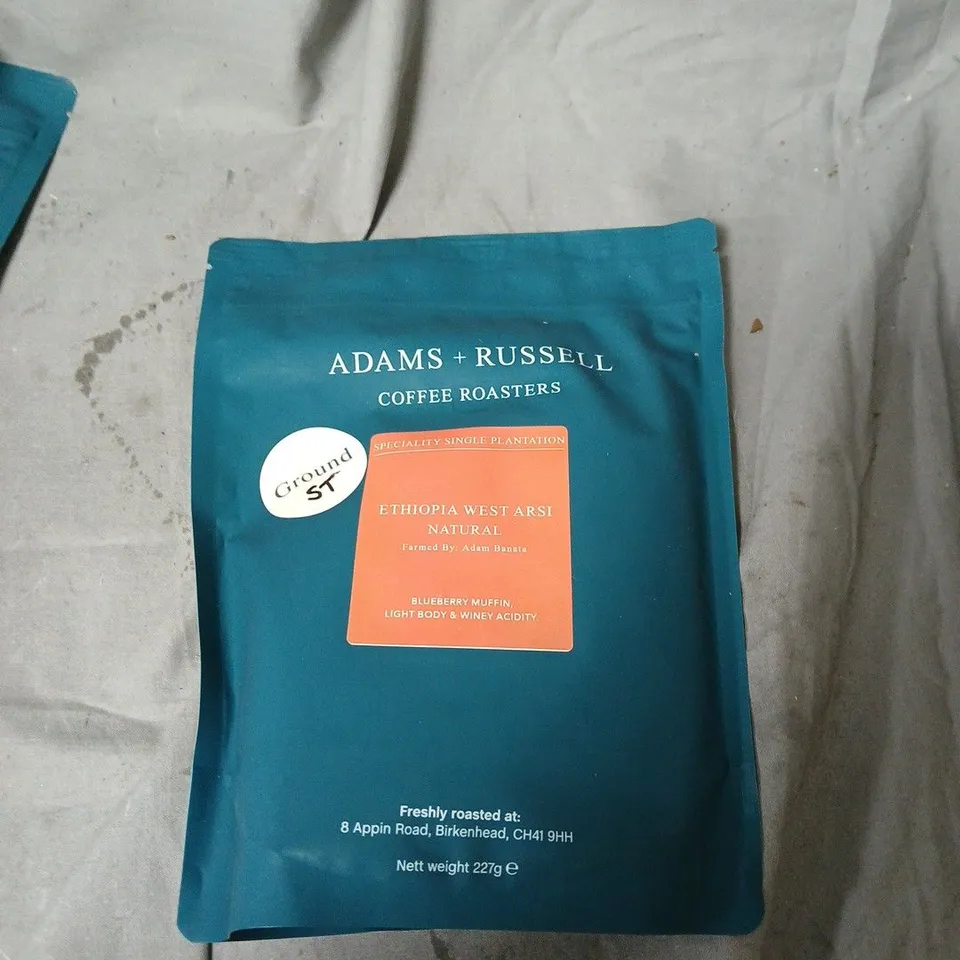 ADAMS + RUSSELL
COFFEE ROASTERS
Ground
ST
SPECIALITY SINGLE PLANTATION
ETHIOPIA WEST ARSI
NATURAL
Farmed By: Adam Banata
BLUEBERRY MUFFIN,
LIGHT BODY & WINEY ACIDITY
Freshly roasted at:
8 Appin Road, Birkenhead, CH41 9HH
Nett weight 227g ℮